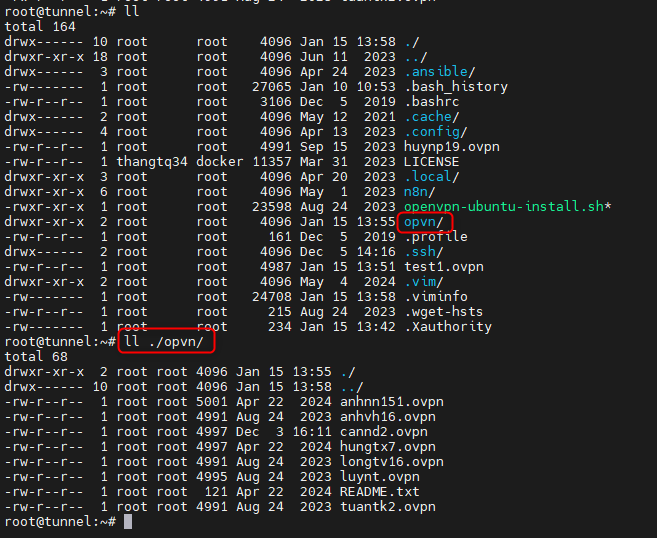 root@tunnel:~# ll
total 164
drwx------ 10 root      root    4096 Jan 15 13:58 ./
drwxr-xr-x 18 root      root    4096 Jun 11  2023 ../
drwx------  3 root      root    4096 Apr 24  2023 .ansible/
-rw-------  1 root      root   27065 Jan 10 10:53 .bash_history
-rw-r--r--  1 root      root    3106 Dec  5  2019 .bashrc
drwx------  2 root      root    4096 May 12  2021 .cache/
drwx------  4 root      root    4096 Apr 13  2023 .config/
-rw-r--r--  1 root      root    4991 Sep 15  2023 huynp19.ovpn
-rw-r--r--  1 thangtq34 docker 11357 Mar 31  2023 LICENSE
drwxr-xr-x  3 root      root    4096 Apr 20  2023 .local/
drwxr-xr-x  6 root      root    4096 May  1  2023 n8n/
-rwxr-xr-x  1 root      root   23598 Aug 24  2023 openvpn-ubuntu-install.sh*
drwxr-xr-x  2 root      root    4096 Jan 15 13:55 opvn/
-rw-r--r--  1 root      root     161 Dec  5  2019 .profile
drwx------  2 root      root    4096 Dec  5 14:16 .ssh/
-rw-r--r--  1 root      root    4987 Jan 15 13:51 test1.ovpn
drwxr-xr-x  2 root      root    4096 May  4  2024 .vim/
-rw-------  1 root      root   24708 Jan 15 13:58 .viminfo
-rw-r--r--  1 root      root     215 Aug 24  2023 .wget-hsts
-rw-------  1 root      root     234 Jan 15 13:42 .Xauthority
root@tunnel:~# ll ./opvn/
total 68
drwxr-xr-x  2 root root 4096 Jan 15 13:55 ./
drwx------ 10 root root 4096 Jan 15 13:58 ../
-rw-r--r--  1 root root 5001 Apr 22  2024 anhnn151.ovpn
-rw-r--r--  1 root root 4991 Aug 24  2023 anhvh16.ovpn
-rw-r--r--  1 root root 4997 Dec  3 16:11 cannd2.ovpn
-rw-r--r--  1 root root 4997 Apr 22  2024 hungtx7.ovpn
-rw-r--r--  1 root root 4991 Aug 24  2023 longtv16.ovpn
-rw-r--r--  1 root root 4995 Aug 24  2023 luynt.ovpn
-rw-r--r--  1 root root  121 Apr 22  2024 README.txt
-rw-r--r--  1 root root 4991 Aug 24  2023 tuantk2.ovpn
root@tunnel:~#